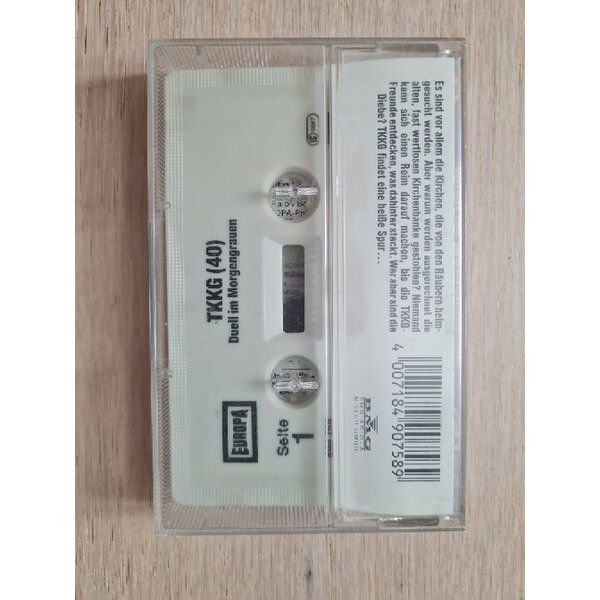 Es sind vor allem die Kirchen, die von den Räubern heim-
gesucht werden. Aber warum werden ausgerechnet die
alten, fast wertlosen Kirchenbänke gestohlen? Niemand
kann sich einen Reim darauf machen, bis die TKKG-
Freunde entdecken, was dahinter steckt. Wer aber sind die
Diebe? TKKG findet eine heiße Spur...
BMG
4 007184 907589
TKKG (40)
Duell im Morgengrauen
EUROPA
Seite
1